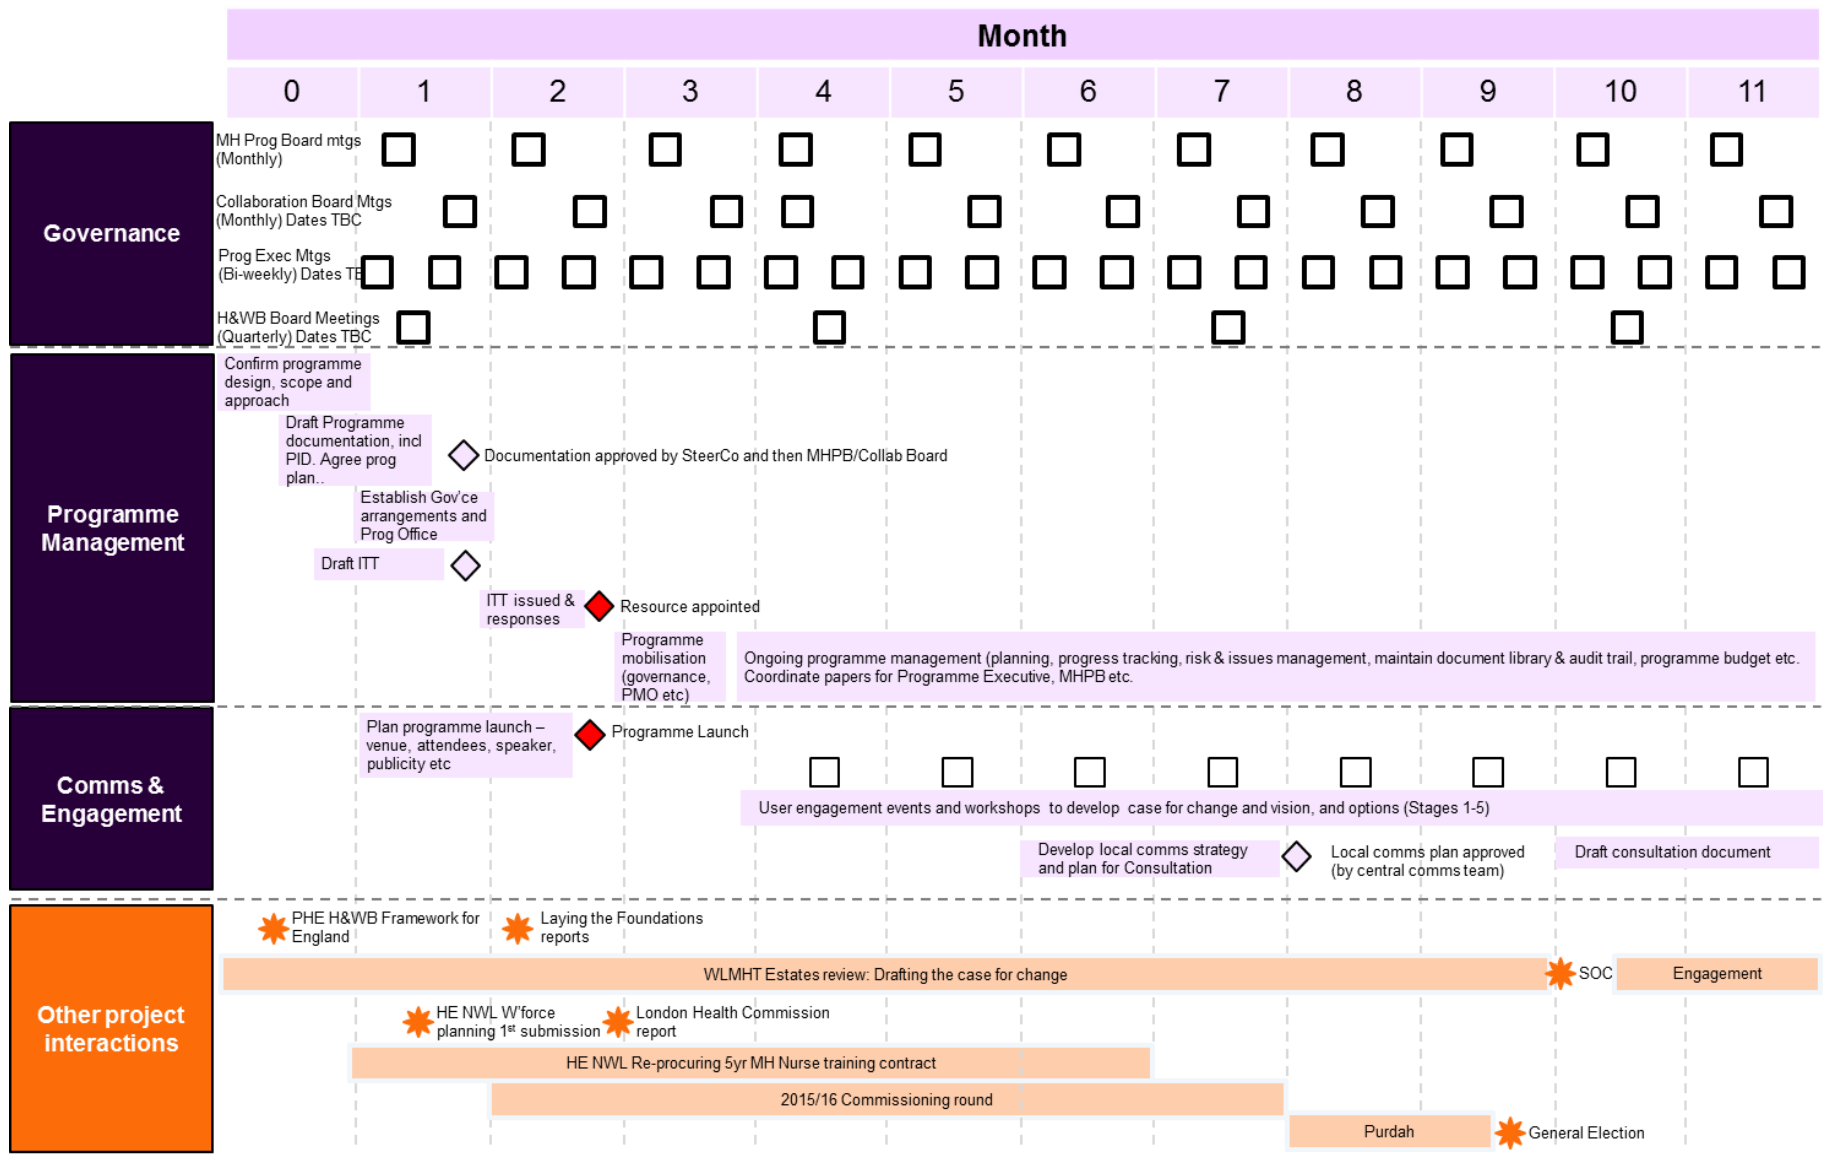 Month
0 1 2 3 4 5 6 7 8 9 10 11
Governance
MH Prog Board mtgs
(Monthly)
Collaboration Board Mtgs
(Monthly) Dates TBC
Prog Exec Mtgs
(Bi-weekly) Dates TE
H&WB Board Meetings
(Quarterly) Dates TBC
Programme
Management
Confirm programme
design, scope and
approach
Draft Programme
documentation, incl
PID. Agree prog
plan..
Documentation approved by SteerCo and then MHPB/Collab Board
Establish Gov'ce
arrangements and
Prog Office
Draft ITT
ITT issued &
responses
Resource appointed
Programme
mobilisation
(governance,
PMO etc)
Ongoing programme management (planning, progress tracking, risk & issues management, maintain document library & audit trail, programme budget etc.
Coordinate papers for Programme Executive, MHPB etc.
Comms &
Engagement
Plan programme launch –
venue, attendees, speaker,
publicity etc
Programme Launch
User engagement events and workshops to develop case for change and vision, and options (Stages 1-5)
Develop local comms strategy
and plan for Consultation
Local comms plan approved
(by central comms team)
Draft consultation document
Other project
interactions
PHE H&WB Framework for
England
Laying the Foundations
reports
WLMHT Estates review: Drafting the case for change
SOC
Engagement
HE NWL W'force
planning 1st submission
London Health Commission
report
HE NWL Re-procuring 5yr MH Nurse training contract
2015/16 Commissioning round
Purdah
General Election